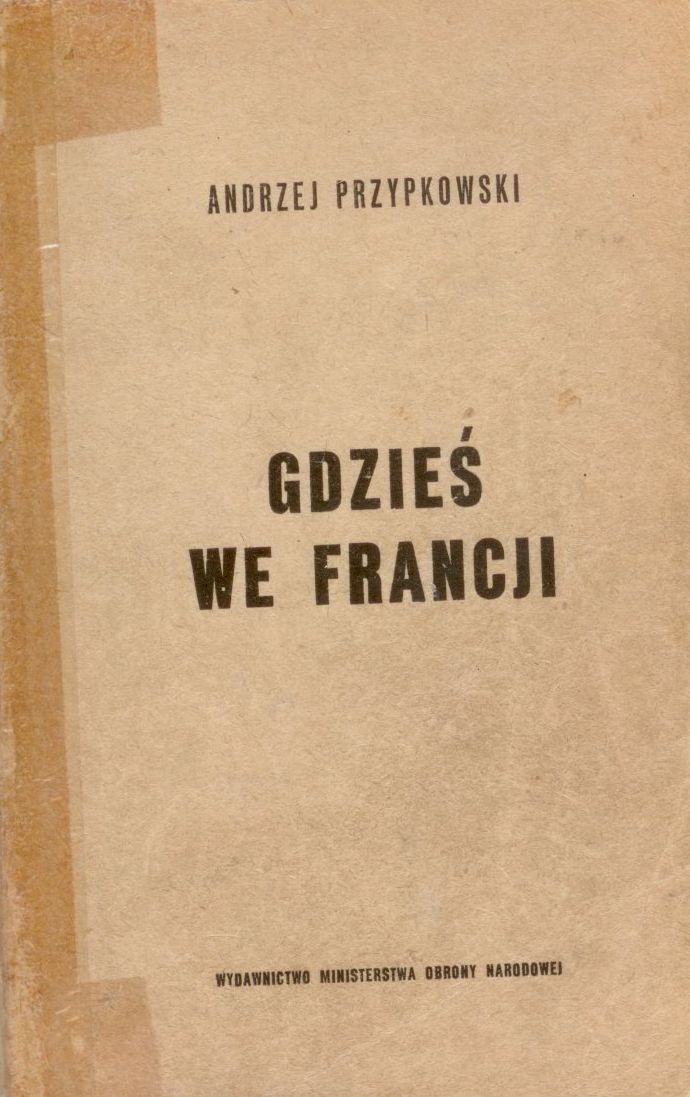 ANDRZEJ PRZYPKOWSKI
GDZIEŚ
WE FRANCJI
WYDAWNICTWO MINISTERSTWA OBRONY NARODOWEJ